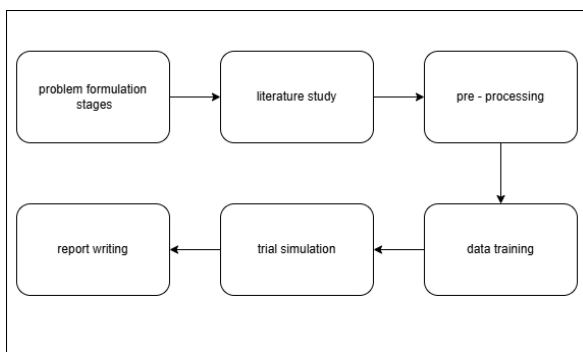 problem formulation
stages
literature study
pre - processing
data training
trial simulation
report writing